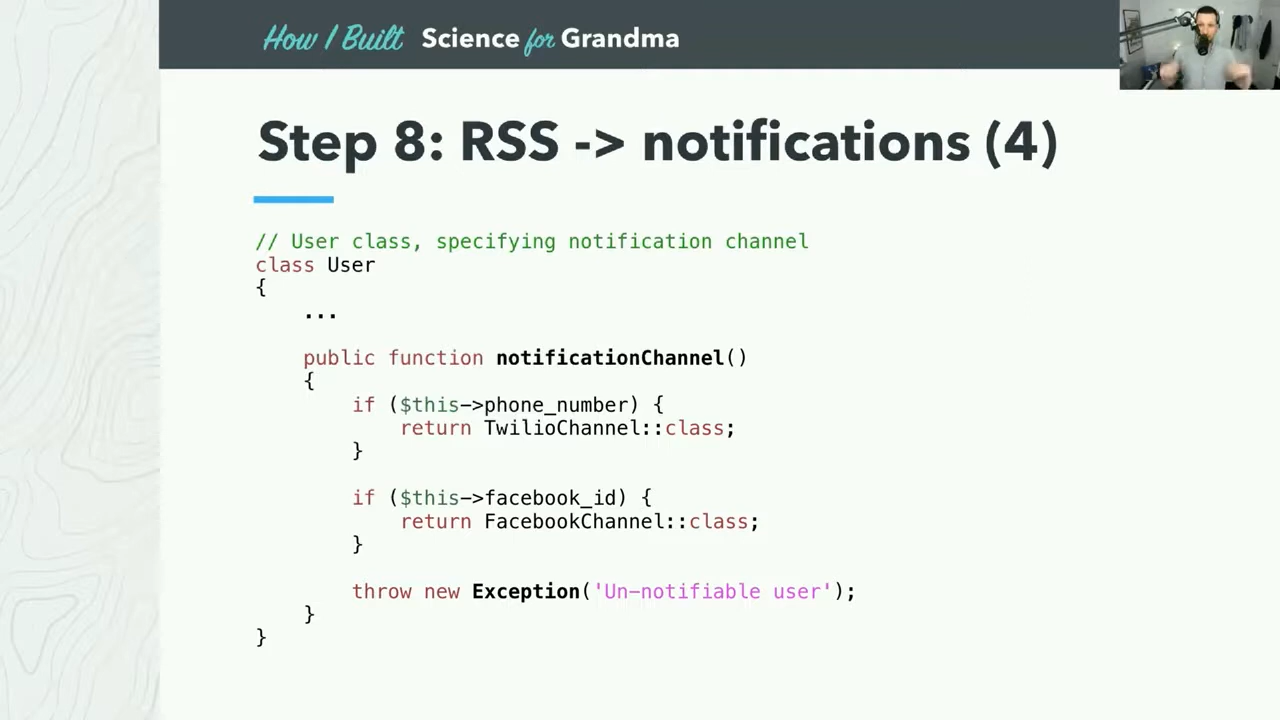 How I Built Science for Grandma
Step 8: RSS -> notifications (4)
// User class, specifying notification channel
class User
{
...
public function notificationChannel()
{
if ($this->phone_number) {
return TwilioChannel::class;
}
if ($this->facebook_id) {
return FacebookChannel::class;
}
throw new Exception('Un-notifiable user');
}
}